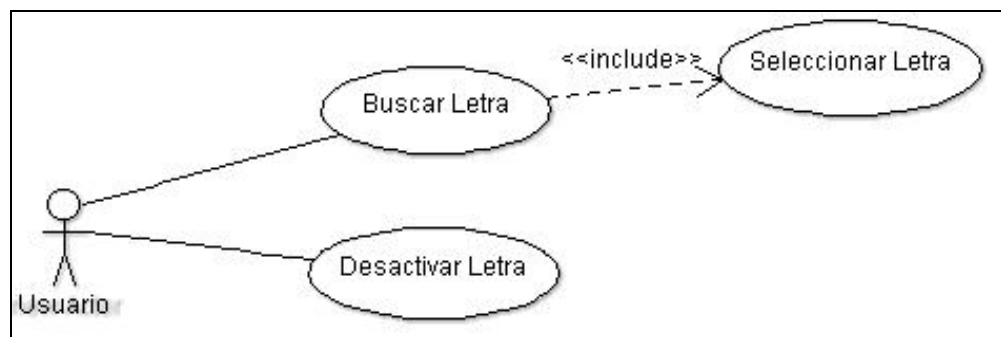 <<include>>
Seleccionar Letra
Buscar Letra
Desactivar Letra
Usuario